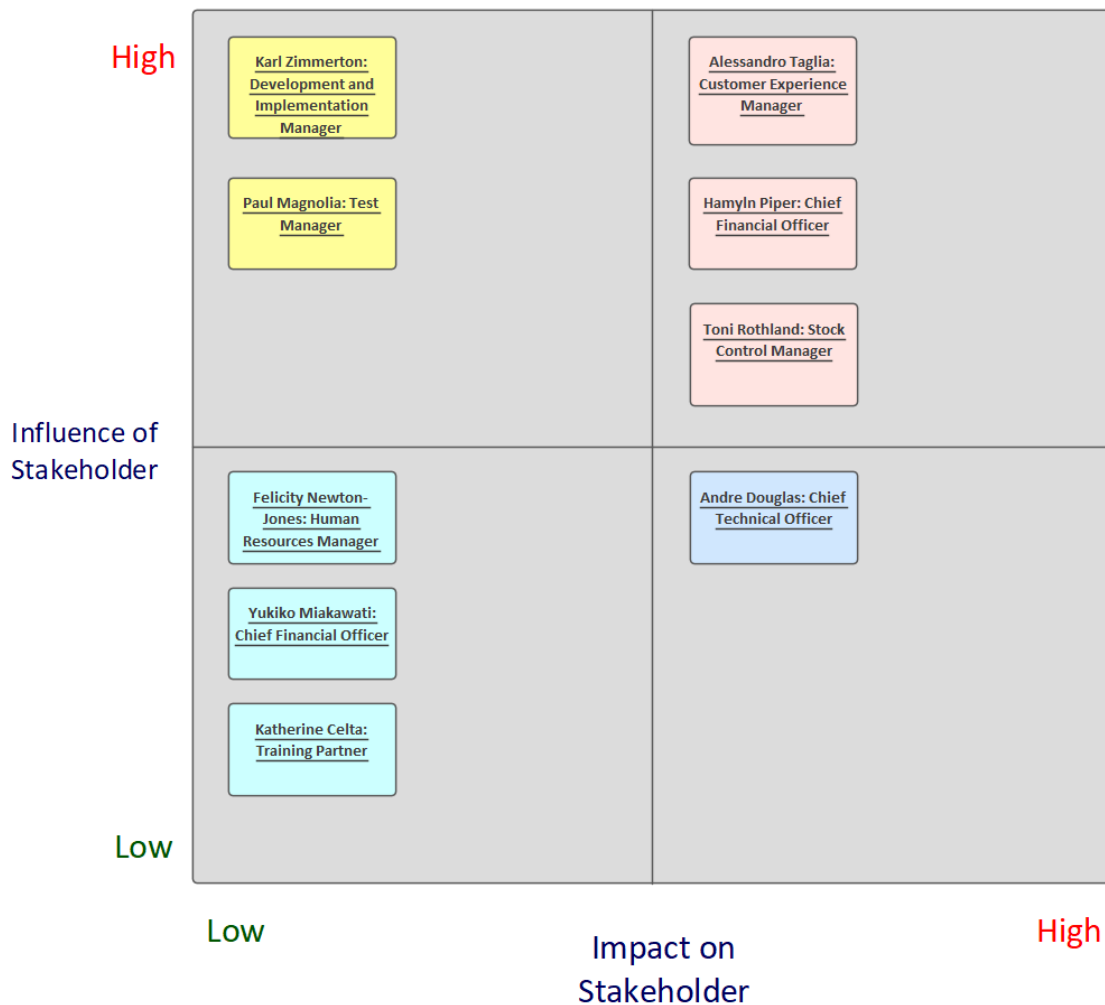 High
Karl Zimmerton:
Development and
Implementation
Manager
Alessandro Taglia:
Customer Experience
Manager
Paul Magnolia: Test
Manager
Hamyln Piper: Chief
Financial Officer
Toni Rothland: Stock
Control Manager
Influence of
Stakeholder
Felicity Newton-
Jones: Human
Resources Manager
Andre Douglas: Chief
Technical Officer
Yukiko Miakawati:
Chief Financial Officer
Katherine Celta:
Training Partner
Low
Low
Impact on
Stakeholder
High